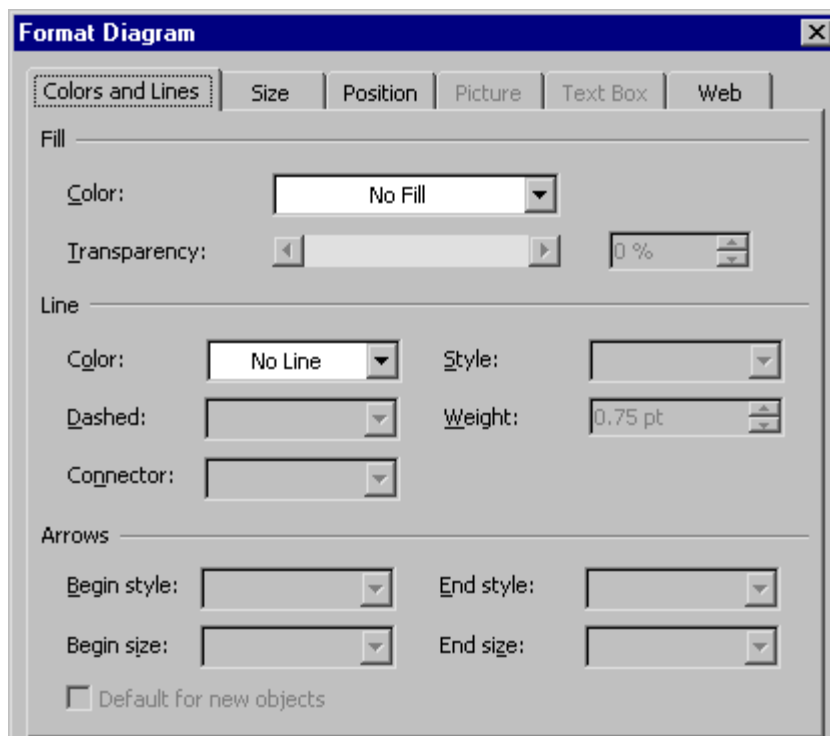 Format Diagram
Colors and Lines Size Position Picture Text Box Web
Fill
Color: No Fill
Transparency: 0 %
Line
Color: No Line Style:
Dashed: Weight: 0.75 pt
Connector:
Arrows
Begin style: End style:
Begin size: End size:
Default for new objects